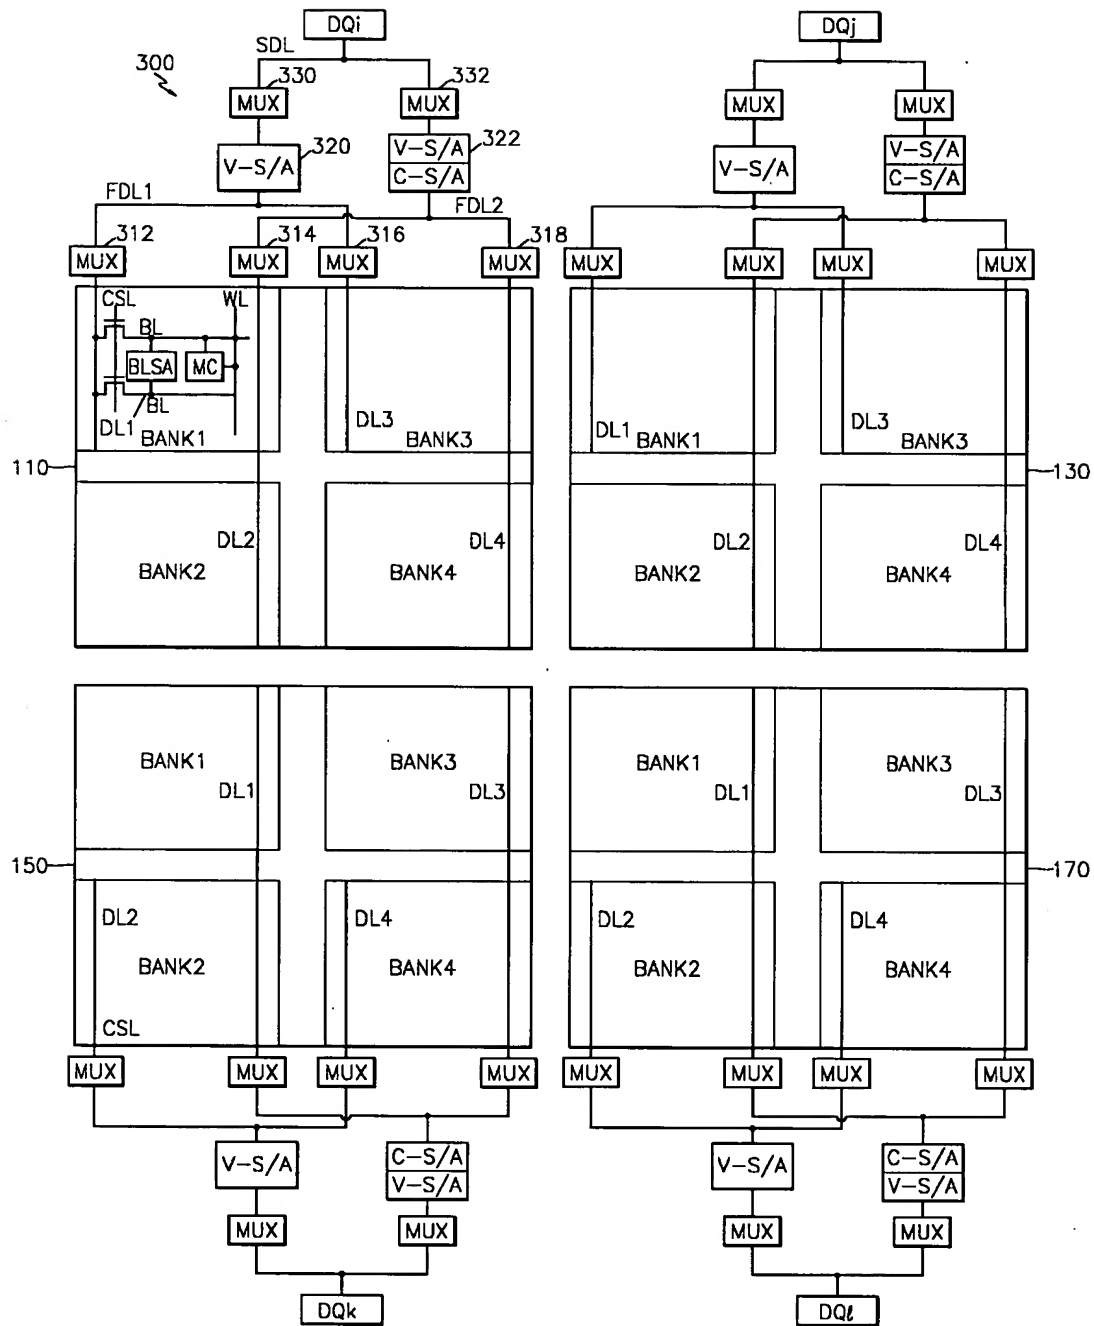 DQi DQj
SDL
300
330 332
MUX MUX MUX MUX
320 322
V-S/A V-S/A V-S/A V-S/A
C-S/A C-S/A
FDL1 FDL2
312 314 316 318
MUX MUX MUX MUX MUX MUX MUX MUX
CSL WL
BL
BLSA MC
BL
DL1 DL3 DL1 DL3
BANK1 BANK3 BANK1 BANK3
110 130
DL2 DL4 DL2 DL4
BANK2 BANK4 BANK2 BANK4
BANK1 BANK3 BANK1 BANK3
DL1 DL3 DL1 DL3
150 170
DL2 DL4 DL2 DL4
BANK2 BANK4 BANK2 BANK4
CSL
MUX MUX MUX MUX MUX MUX MUX MUX
V-S/A C-S/A V-S/A C-S/A
V-S/A V-S/A
MUX MUX MUX MUX
DQk DQℓ